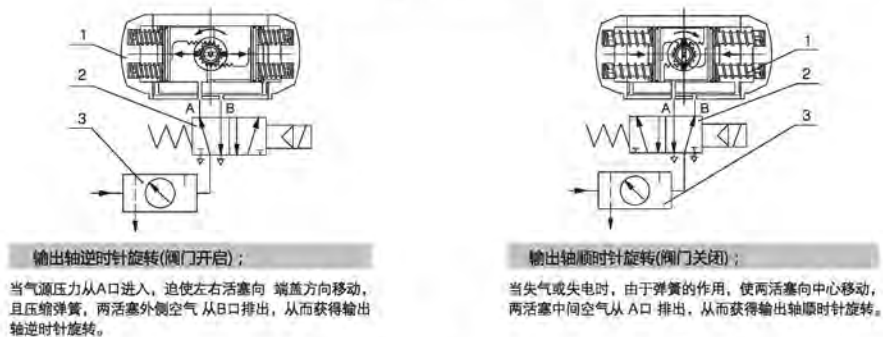 1
2
3
A
B
1
2
3
A
B
输出轴逆时针旋转(阀门开启)；
当气源压力从A口进入，迫使左右活塞向 端盖方向移动，
且压缩弹簧，两活塞外侧空气 从B口排出，从而获得输出
轴逆时针旋转。
输出轴顺时针旋转(阀门关闭)；
当失气或失电时，由于弹簧的作用，使两活塞向中心移动，
两活塞中间空气从 A口 排出，从而获得输出轴顺时针旋转。